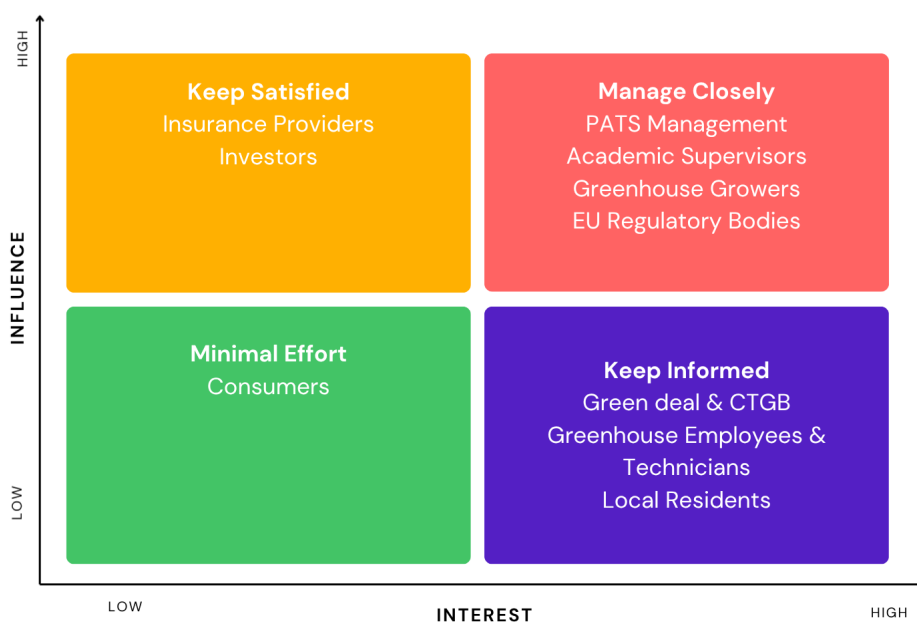 HIGH
Keep Satisfied
Insurance Providers
Investors
Manage Closely
PATS Management
Academic Supervisors
Greenhouse Growers
EU Regulatory Bodies
INFLUENCE
Minimal Effort
Consumers
Keep Informed
Green deal & CTGB
Greenhouse Employees &
Technicians
Local Residents
LOW
LOW
INTEREST
HIGH